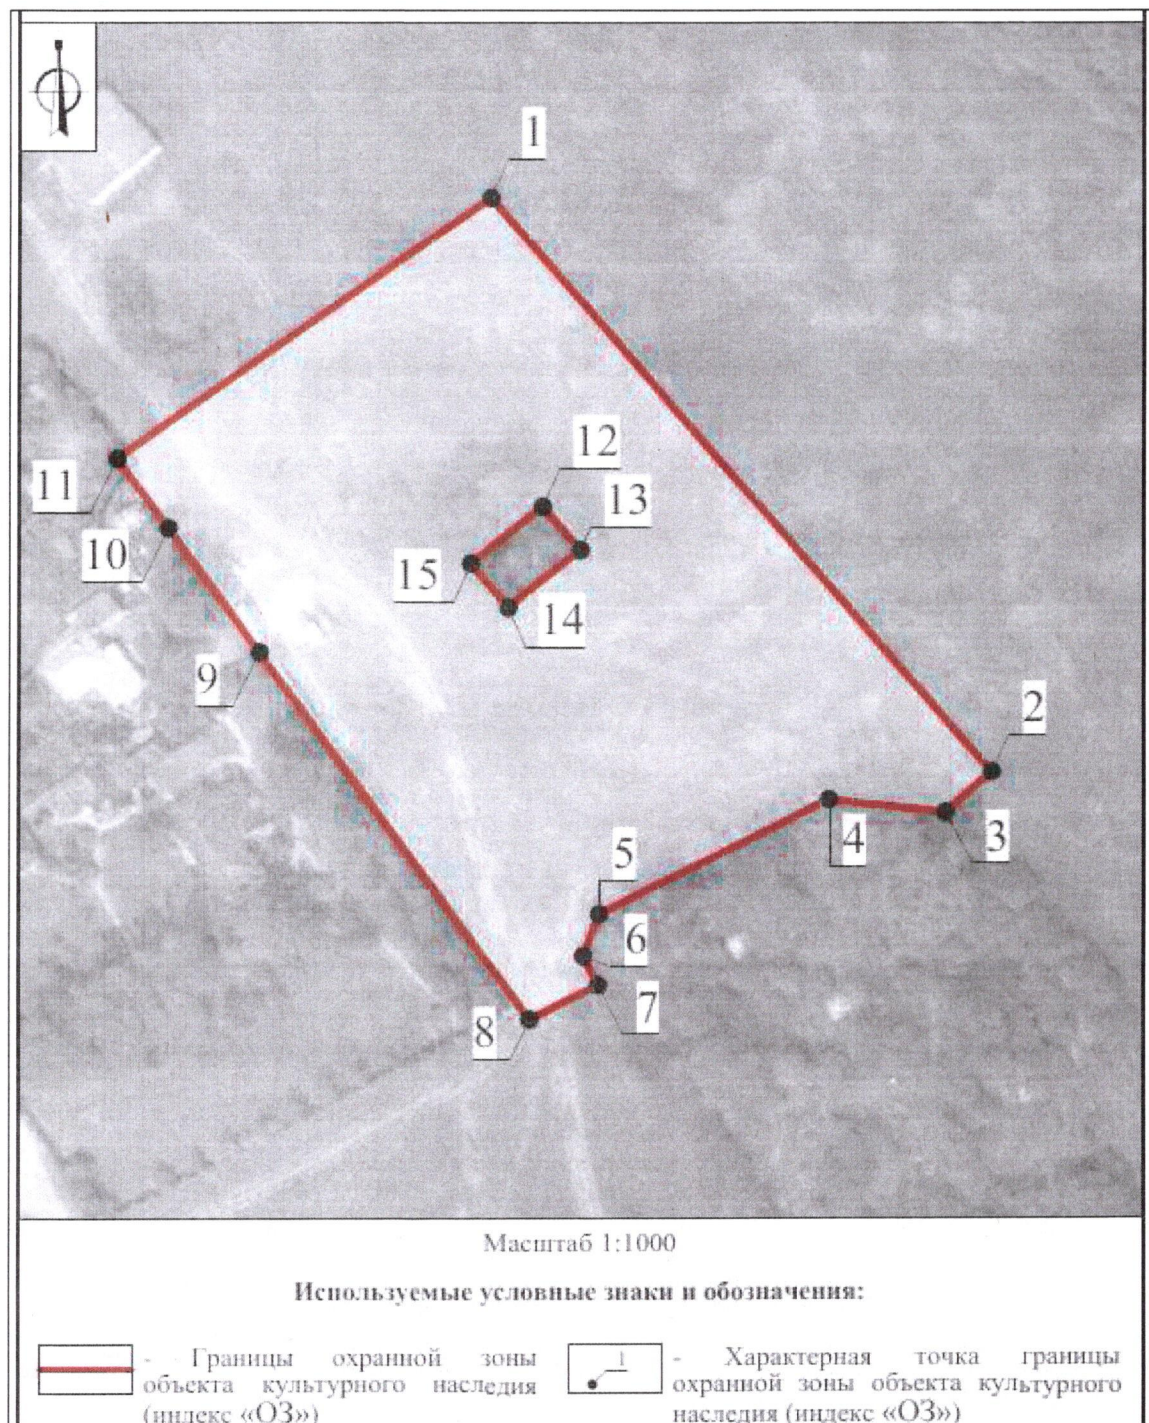 1
12
13
11
10
15
14
9
2
4
3
5
6
7
8
Масштаб 1:1000
Используемые условные знаки и обозначения:
- Границы охранной зоны
объекта культурного наследия
(индекс «ОЗ»)
1
- Характерная точка границы
охранной зоны объекта культурного
наследия (индекс «ОЗ»)